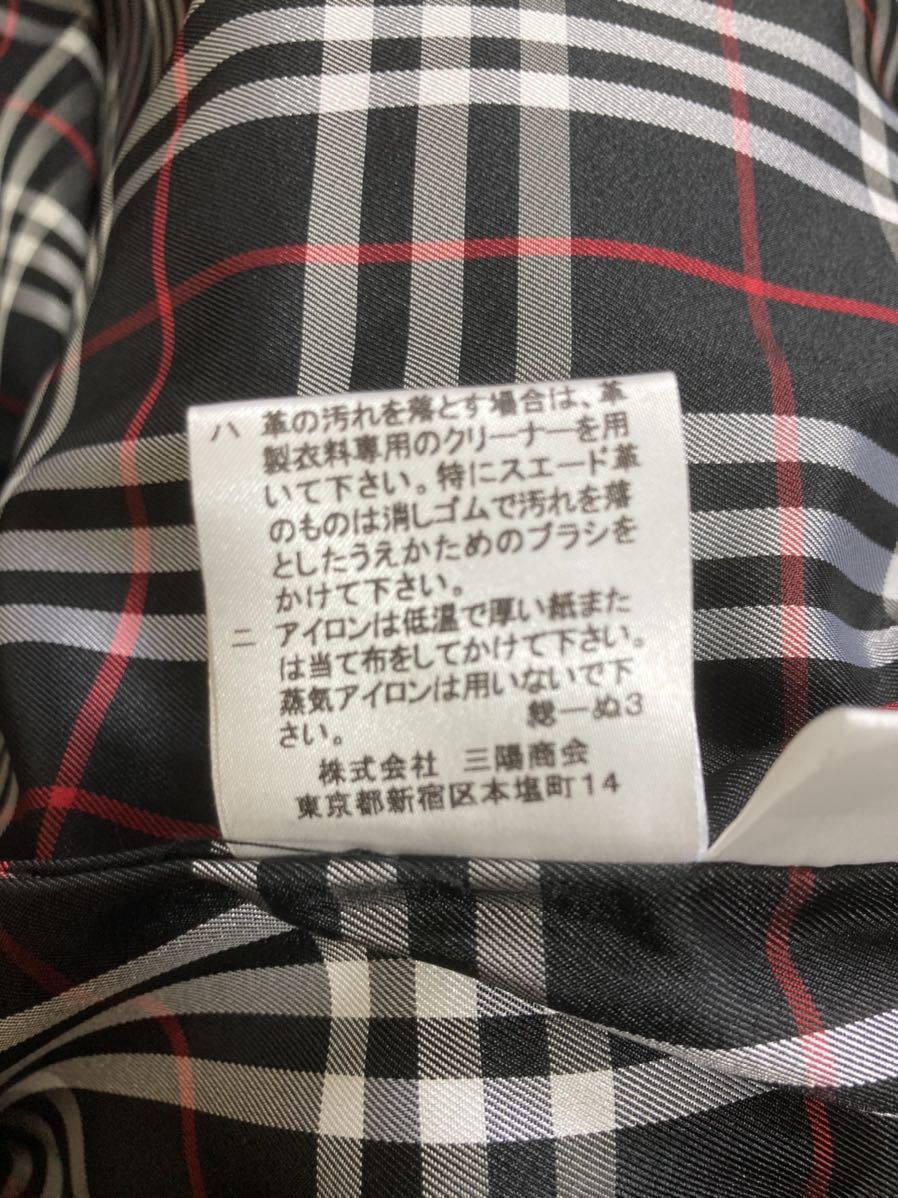 ハ 革の汚れを落とす場合は、革
製衣料専用のクリーナーを用
いて下さい。特にスエード革
のものは消しゴムで汚れを落
としたうえかためのブラシを
かけて下さい。
ニ アイロンは低温で厚い紙また
は当て布をしてかけて下さい。
蒸気アイロンは用いないで下
さい。 総一ぬ3
株式会社 三陽商会
東京都新宿区本塩町14